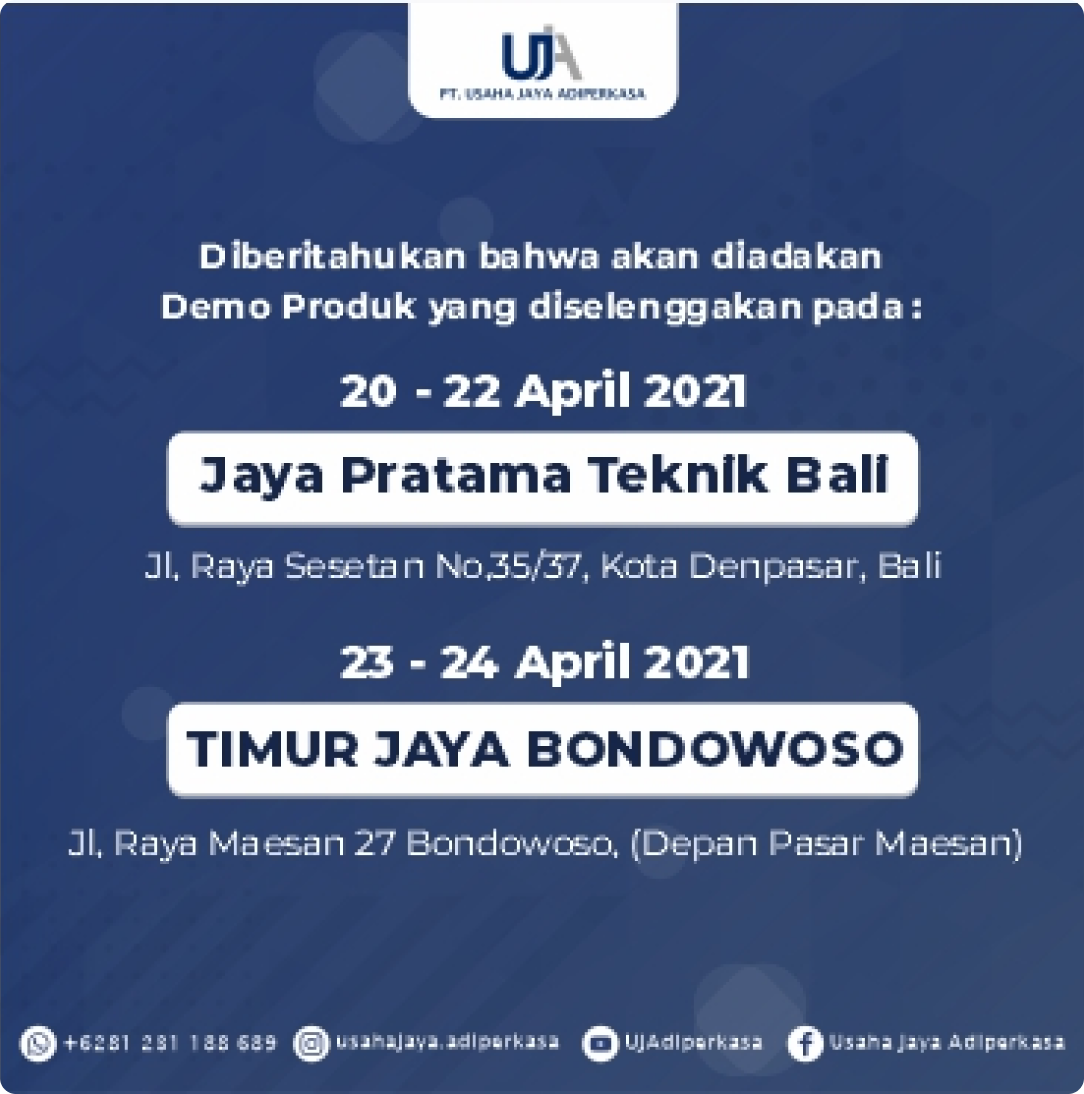 UJA
PT. USAHA JAYA ADIPERKASA
Diberitahukan bahwa akan diadakan
Demo Produk yang diselenggakan pada :
20 - 22 April 2021
Jaya Pratama Teknik Bali
Jl, Raya Sesetan No,35/37, Kota Denpasar, Bali
23 - 24 April 2021
TIMUR JAYA BONDOWOSO
Jl, Raya Maesan 27 Bondowoso, (Depan Pasar Maesan)
+6281 281 188 689 usahajaya.adiperkasa UJAdiperkasa Usaha Jaya Adiperkasa